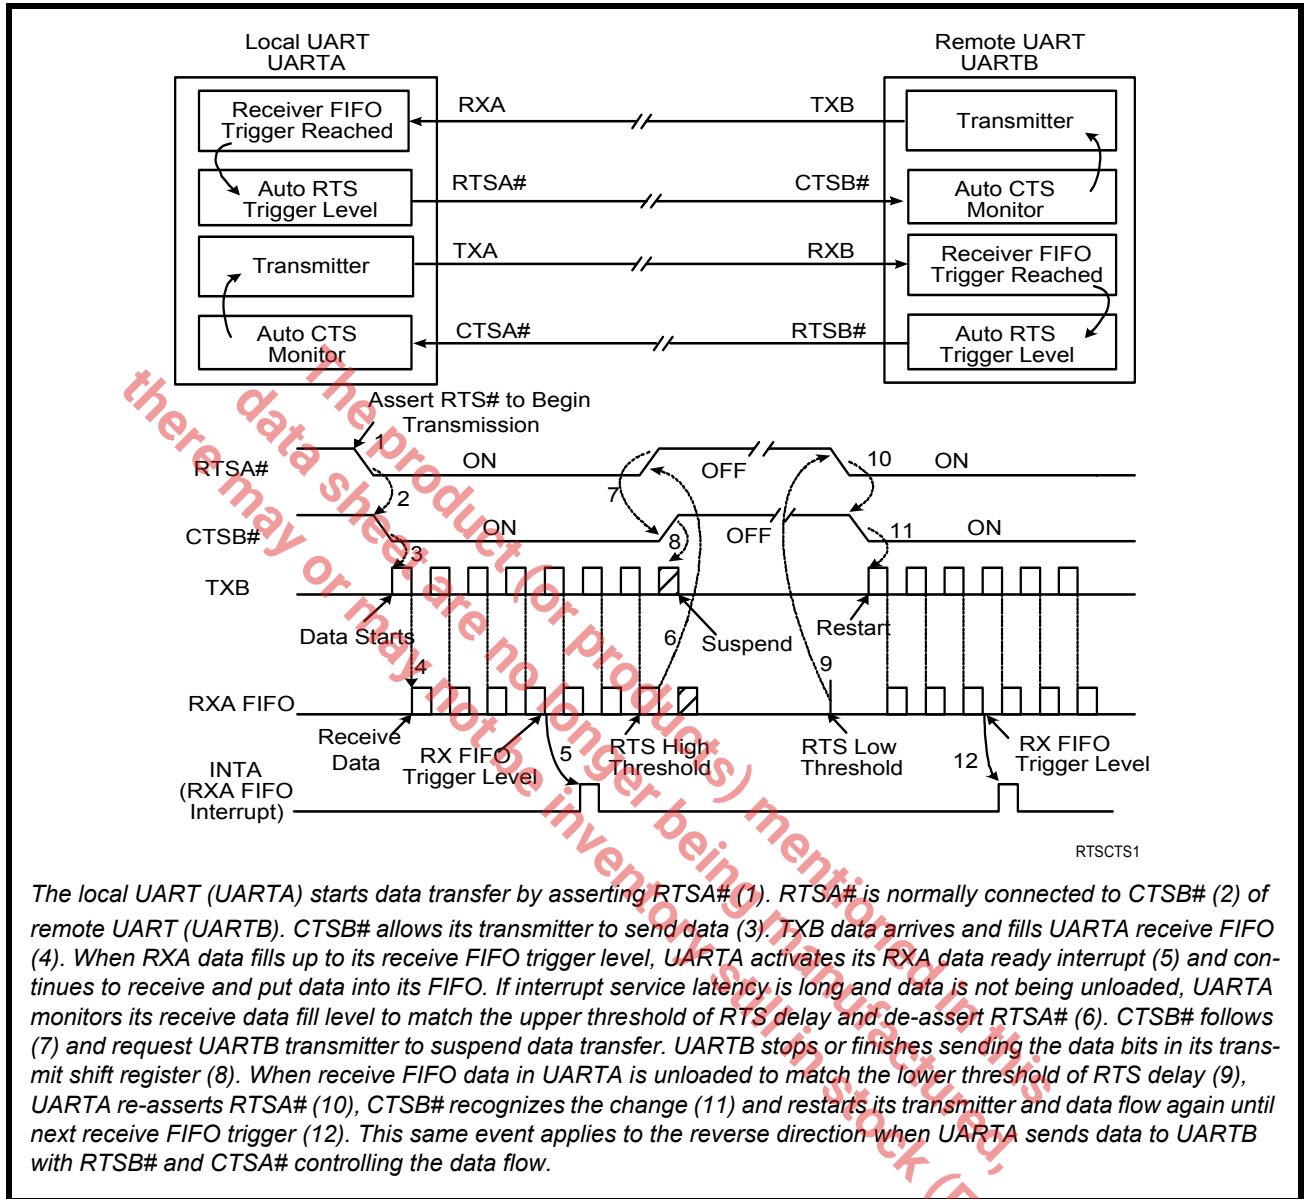 Local UART
UARTA
Remote UART
UARTB
Receiver FIFO
Trigger Reached
RXA
TXB
Transmitter
Auto RTS
Trigger Level
RTSA#
CTSB#
Auto CTS
Monitor
Transmitter
TXA
RXB
Receiver FIFO
Trigger Reached
Auto CTS
Monitor
CTSA#
RTSB#
Auto RTS
Trigger Level
Assert RTS# to Begin
Transmission
1
RTSA#
ON
OFF
10
ON
2
7
CTSB#
ON
8
OFF
11
ON
3
TXB
Data Starts
6
Suspend
Restart
4
9
RXA FIFO
Receive
Data
RX FIFO
Trigger Level
5
RTS High
Threshold
RTS Low
Threshold
12
RX FIFO
Trigger Level
INTA
(RXA FIFO
Interrupt)
RTSCTS1
The local UART (UARTA) starts data transfer by asserting RTSA# (1). RTSA# is normally connected to CTSB# (2) of
remote UART (UARTB). CTSB# allows its transmitter to send data (3). TXB data arrives and fills UARTA receive FIFO
(4). When RXA data fills up to its receive FIFO trigger level, UARTA activates its RXA data ready interrupt (5) and con-
tinues to receive and put data into its FIFO. If interrupt service latency is long and data is not being unloaded, UARTA
monitors its receive data fill level to match the upper threshold of RTS delay and de-assert RTSA# (6). CTSB# follows
(7) and request UARTB transmitter to suspend data transfer. UARTB stops or finishes sending the data bits in its trans-
mit shift register (8). When receive FIFO data in UARTA is unloaded to match the lower threshold of RTS delay (9),
UARTA re-asserts RTSA# (10), CTSB# recognizes the change (11) and restarts its transmitter and data flow again until
next receive FIFO trigger (12). This same event applies to the reverse direction when UARTA sends data to UARTB
with RTSB# and CTSA# controlling the data flow.
The product (or products) mentioned in this
data sheet are no longer being manufactured,
there may or may not be inventory still in stock (